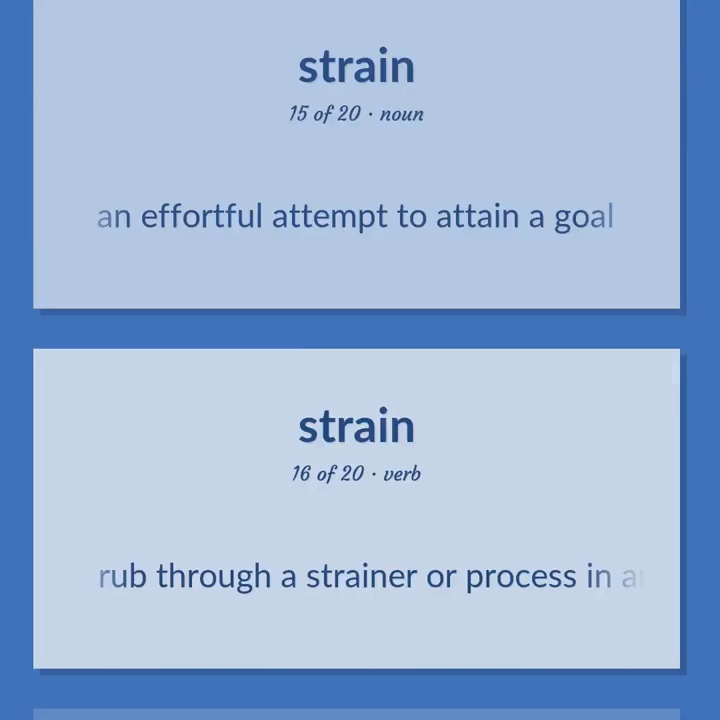 strain
15 of 20 · noun
an effortful attempt to attain a goal
strain
16 of 20 · verb
rub through a strainer or process in